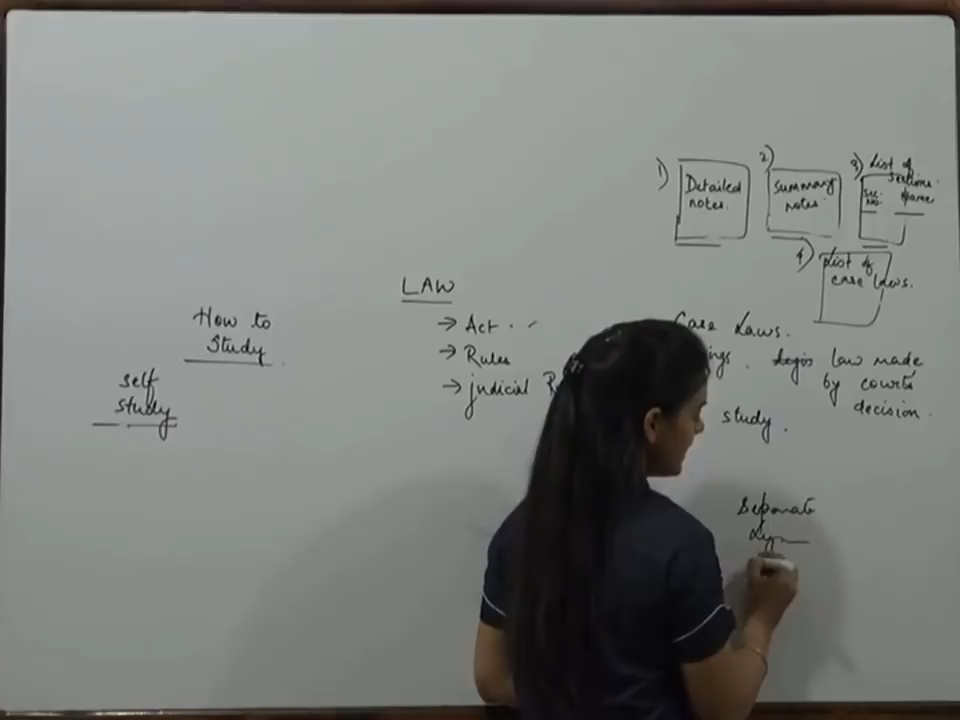 1)
Detailed
notes.
2)
Summary
notes.
3) List of
Sections.
Sec. No.
Name
4) List of
case laws.
LAW
→ Act
→ Rules
→ judicial
Case Laws.
law made
by courts
decision.
study.
How to
Study
self
study
Separate